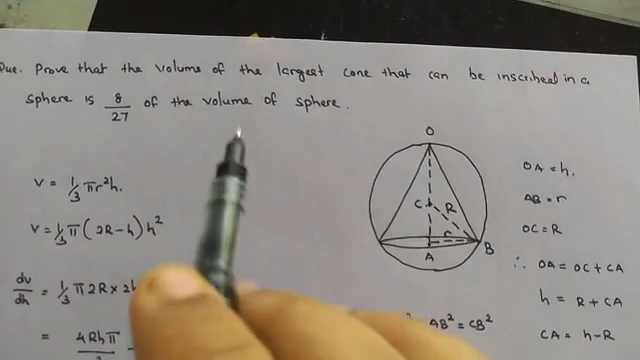 Que. Prove that the volume of the largest cone that can be inscribed in a
sphere is 8/27 of the volume of sphere.
V = 1/3 πr²h.
V = 1/3 π(2R-h)h²
dv/dh = 1/3 π2R×2h
= 4Rhπ
O
C
R
r
A
B
OA = h.
AB = r
OC = R
∴ OA = OC + CA
h = R + CA
CA = h-R
AB² = CB²